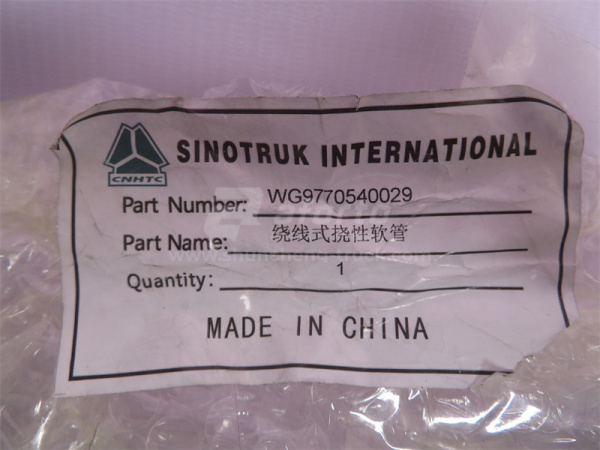 SINOTRUK INTERNATIONAL
CNHTC
Part Number: WG9770540029
Part Name: 绕线式挠性软管
Quantity: 1
MADE IN CHINA